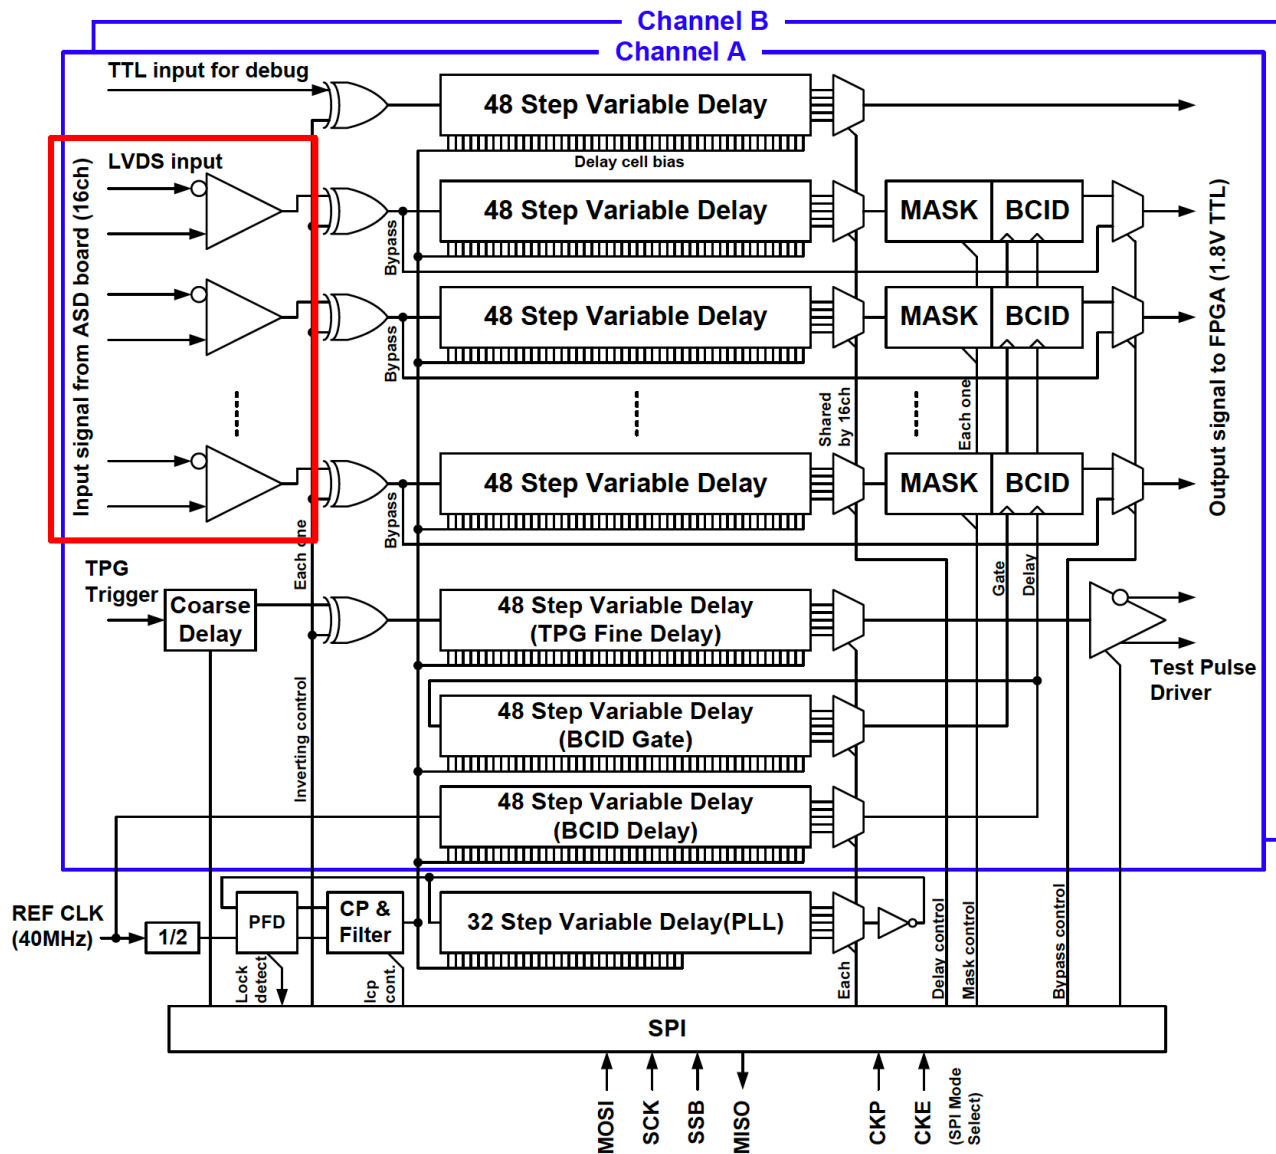 Channel B
Channel A
TTL input for debug
48 Step Variable Delay
Delay cell bias
Input signal from ASD board (16ch)
LVDS input
Bypass
48 Step Variable Delay
MASK
BCID
Output signal to FPGA (1.8V TTL)
Bypass
48 Step Variable Delay
MASK
BCID
Shared
by 16ch
Each one
Bypass
48 Step Variable Delay
MASK
BCID
Each one
Gate
Delay
TPG
Trigger
Coarse
Delay
48 Step Variable Delay
(TPG Fine Delay)
Test Pulse
Driver
Inverting control
48 Step Variable Delay
(BCID Gate)
48 Step Variable Delay
(BCID Delay)
REF CLK
(40MHz)
1/2
PFD
CP &
Filter
32 Step Variable Delay(PLL)
Lock
detect
Icp
cont.
Each
Delay control
Mask control
Bypass control
SPI
MOSI
SCK
SSB
MISO
CKP
CKE
(SPI Mode
Select)